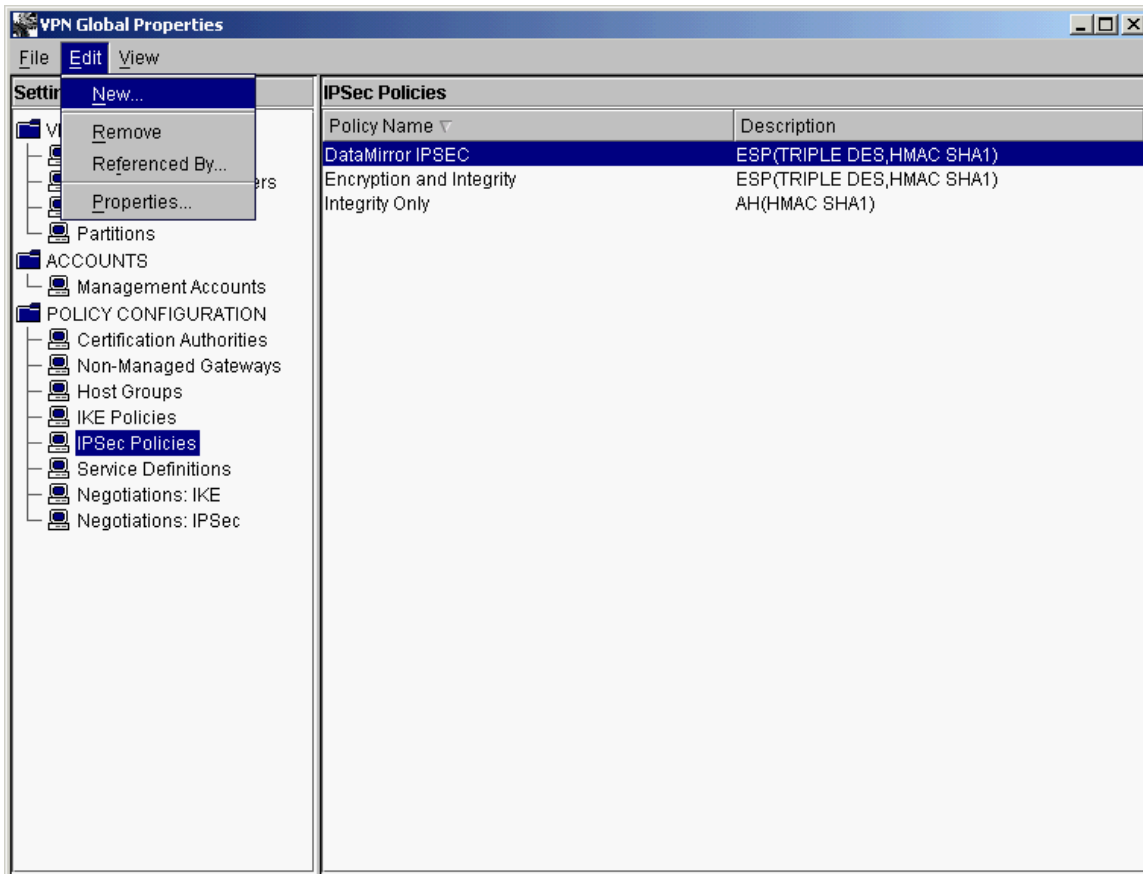 VPN Global Properties
File Edit View
New...
Remove
Referenced By...
Properties...
Partitions
ACCOUNTS
Management Accounts
POLICY CONFIGURATION
Certification Authorities
Non-Managed Gateways
Host Groups
IKE Policies
IPSec Policies
Service Definitions
Negotiations: IKE
Negotiations: IPSec
IPSec Policies
Policy Name Description
DataMirror IPSEC ESP(TRIPLE DES,HMAC SHA1)
Encryption and Integrity ESP(TRIPLE DES,HMAC SHA1)
Integrity Only AH(HMAC SHA1)